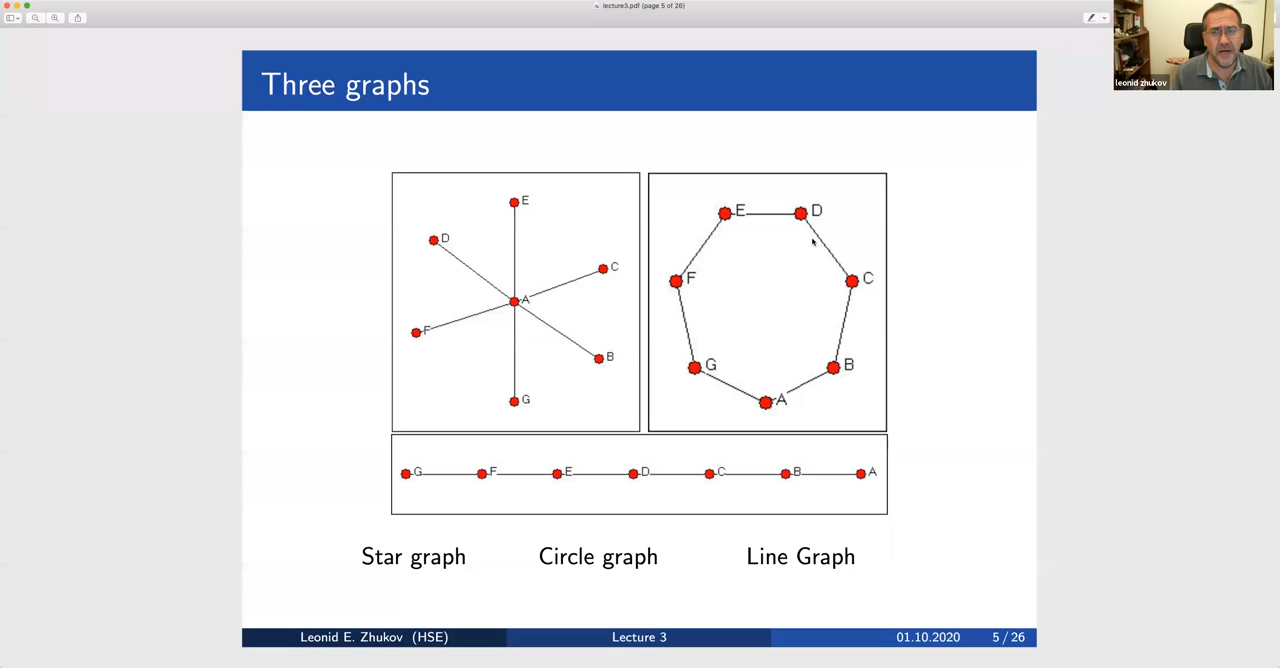 lecture3.pdf (page 5 of 26)
leonid zhukov
Three graphs
E
D
C
A
F
B
G
E
D
F
C
G
B
A
G
F
E
D
C
B
A
Star graph
Circle graph
Line Graph
Leonid E. Zhukov (HSE)
Lecture 3
01.10.2020
5 / 26